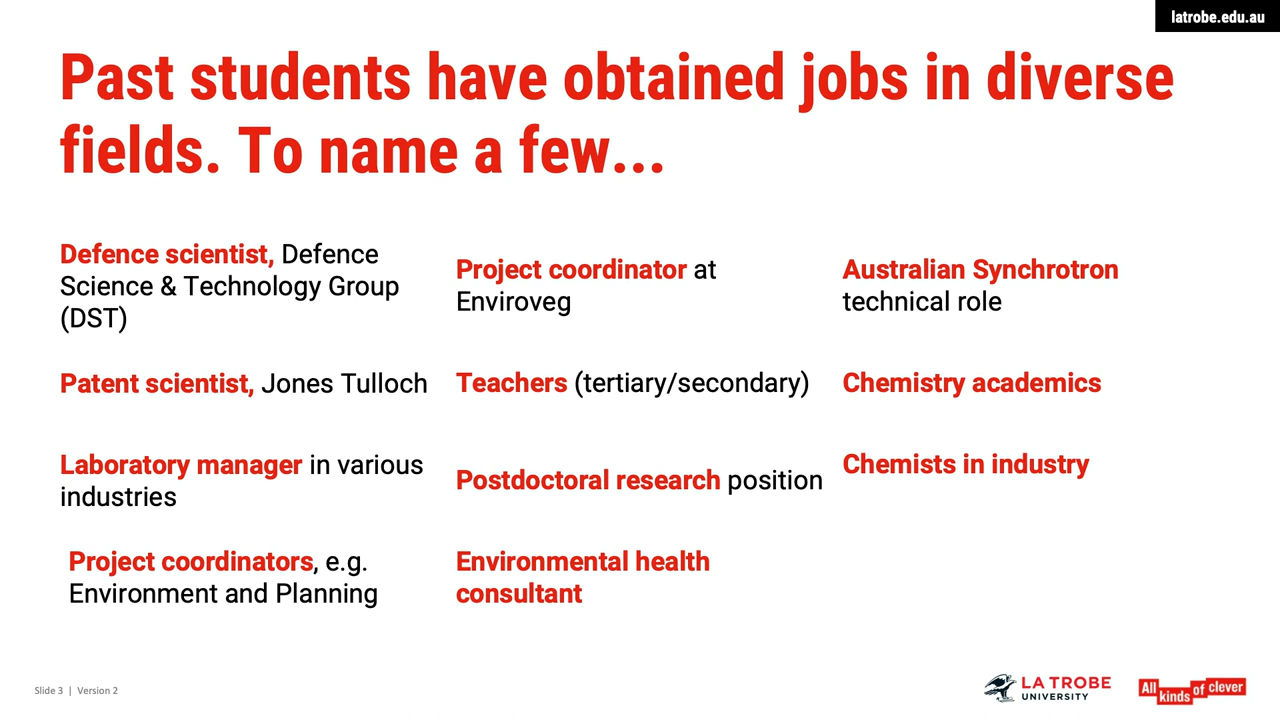 latrobe.edu.au
Past students have obtained jobs in diverse
fields. To name a few...
Defence scientist, Defence
Science & Technology Group
(DST)
Patent scientist, Jones Tulloch
Laboratory manager in various
industries
Project coordinators, e.g.
Environment and Planning
Project coordinator at
Enviroveg
Teachers (tertiary/secondary)
Postdoctoral research position
Environmental health
consultant
Australian Synchrotron
technical role
Chemistry academics
Chemists in industry
Slide 3 | Version 2
LA TROBE
UNIVERSITY
All kinds of clever